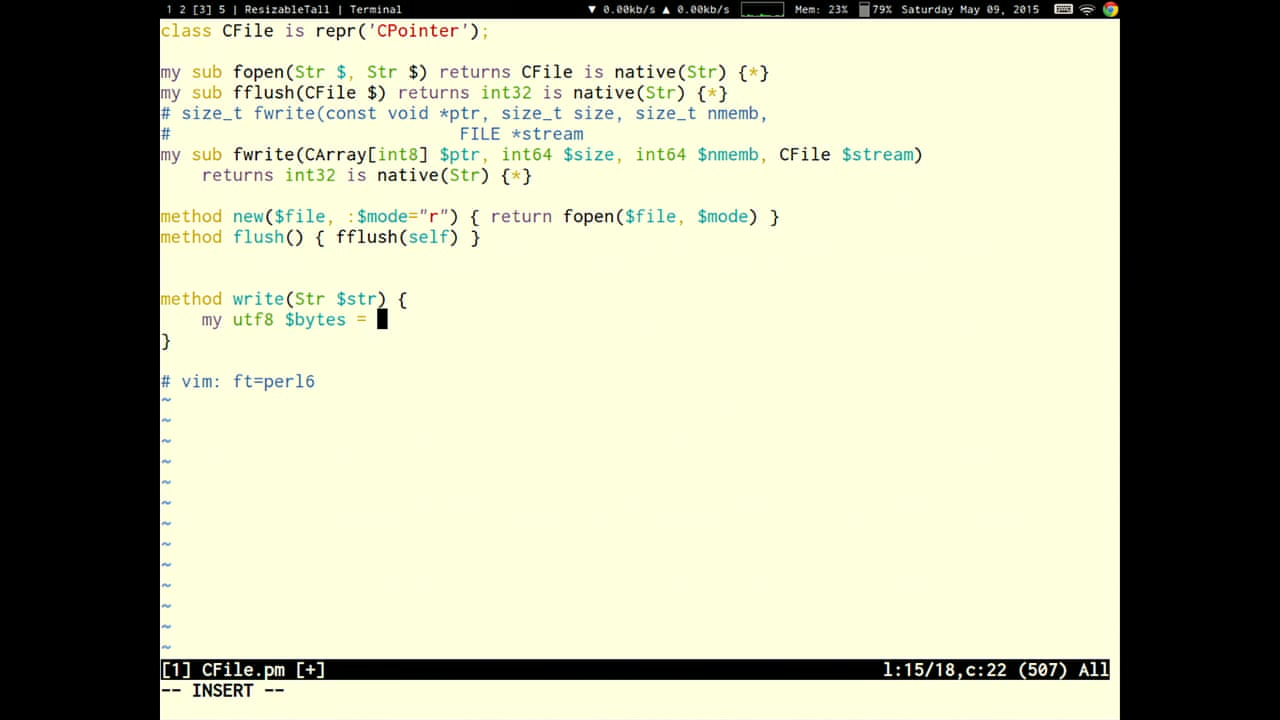 1 2 [3] 5 | ResizableTall | Terminal ▼ 0.00kb/s ▲ 0.00kb/s Mem: 23% 79% Saturday May 09, 2015
class CFile is repr('CPointer');
my sub fopen(Str $, Str $) returns CFile is native(Str) {*}
my sub fflush(CFile $) returns int32 is native(Str) {*}
# size_t fwrite(const void *ptr, size_t size, size_t nmemb,
#                            FILE *stream
my sub fwrite(CArray[int8] $ptr, int64 $size, int64 $nmemb, CFile $stream)
    returns int32 is native(Str) {*}
method new($file, :$mode="r") { return fopen($file, $mode) }
method flush() { fflush(self) }
method write(Str $str) {
    my utf8 $bytes = 
}
# vim: ft=perl6
~
~
~
~
~
~
~
~
~
~
~
~
~
[1] CFile.pm [+] l:15/18,c:22 (507) All
-- INSERT --